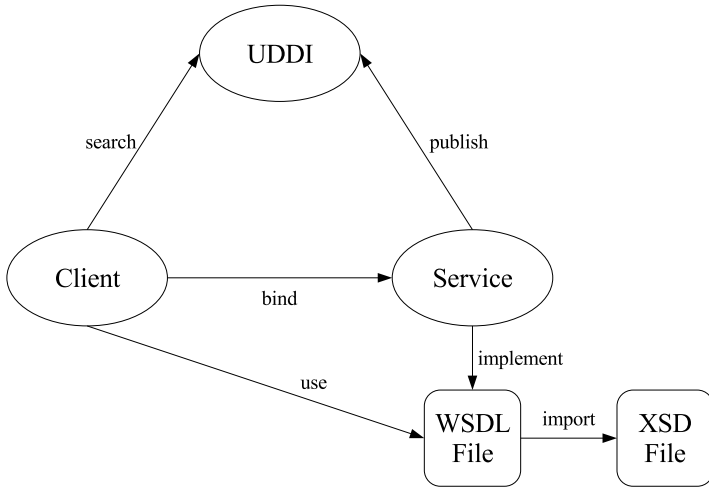 UDDI
search
publish
Client
Service
bind
implement
use
WSDL
File
import
XSD
File